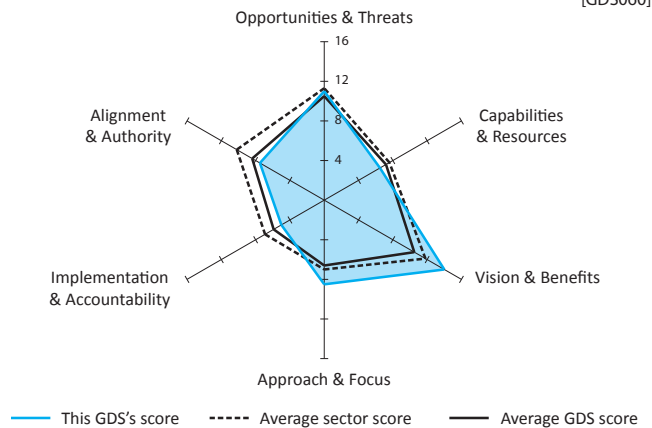 [GDS060]
Opportunities & Threats
16
12
8
4
Alignment
& Authority
Capabilities
& Resources
Implementation
& Accountability
Vision & Benefits
Approach & Focus
This GDS's score
Average sector score
Average GDS score